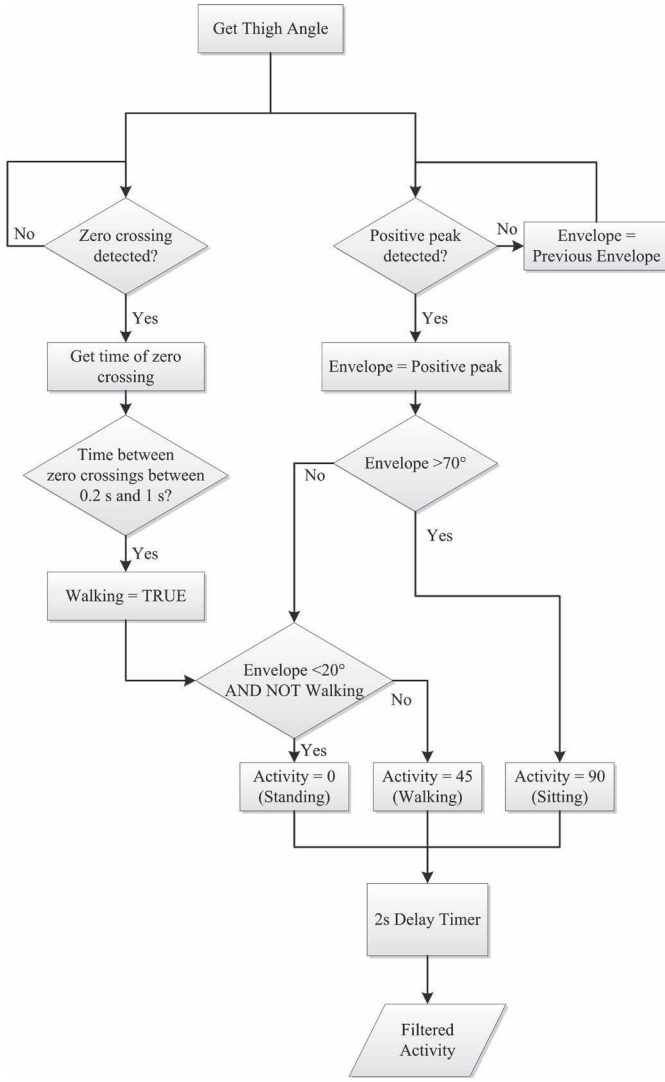 Get Thigh Angle
No
Zero crossing
detected?
Positive peak
detected?
No
Envelope =
Previous Envelope
Yes
Yes
Get time of zero
crossing
Envelope = Positive peak
Time between
zero crossings between
0.2 s and 1 s?
Envelope >70°
No
Yes
Yes
Walking = TRUE
Envelope <20°
AND NOT Walking
No
Yes
Activity = 0
(Standing)
Activity = 45
(Walking)
Activity = 90
(Sitting)
2s Delay Timer
Filtered
Activity